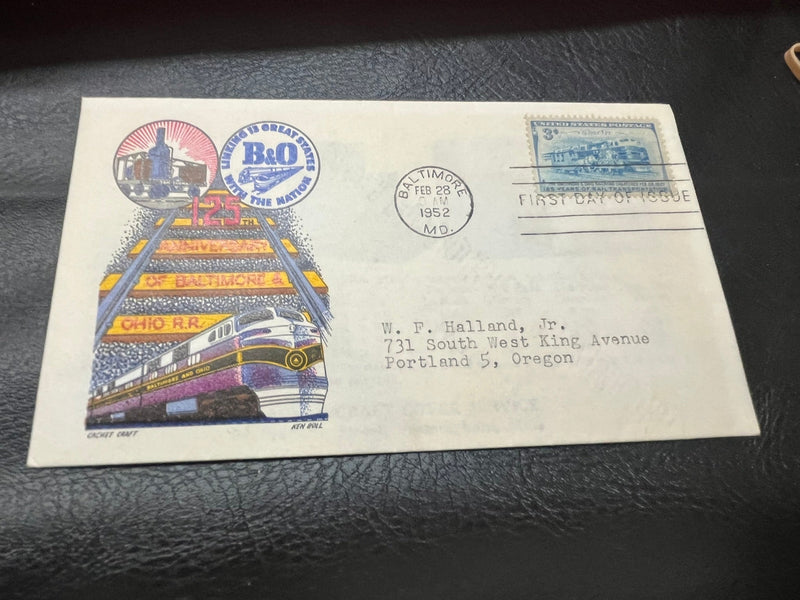 LINKING 13 GREAT STATES
B&O
WITH THE NATION
125TH
ANNIVERSARY
OF BALTIMORE &
OHIO R.R.
BALTIMORE AND OHIO
CACHET CRAFT
KEN BOLL
BALTIMORE
FEB 28
AM
1952
MD.
UNITED STATES POSTAGE
3¢
125 YEARS OF RAIL TRANSPORTATION
FIRST DAY OF ISSUE
W. F. Halland, Jr.
731 South West King Avenue
Portland 5, Oregon